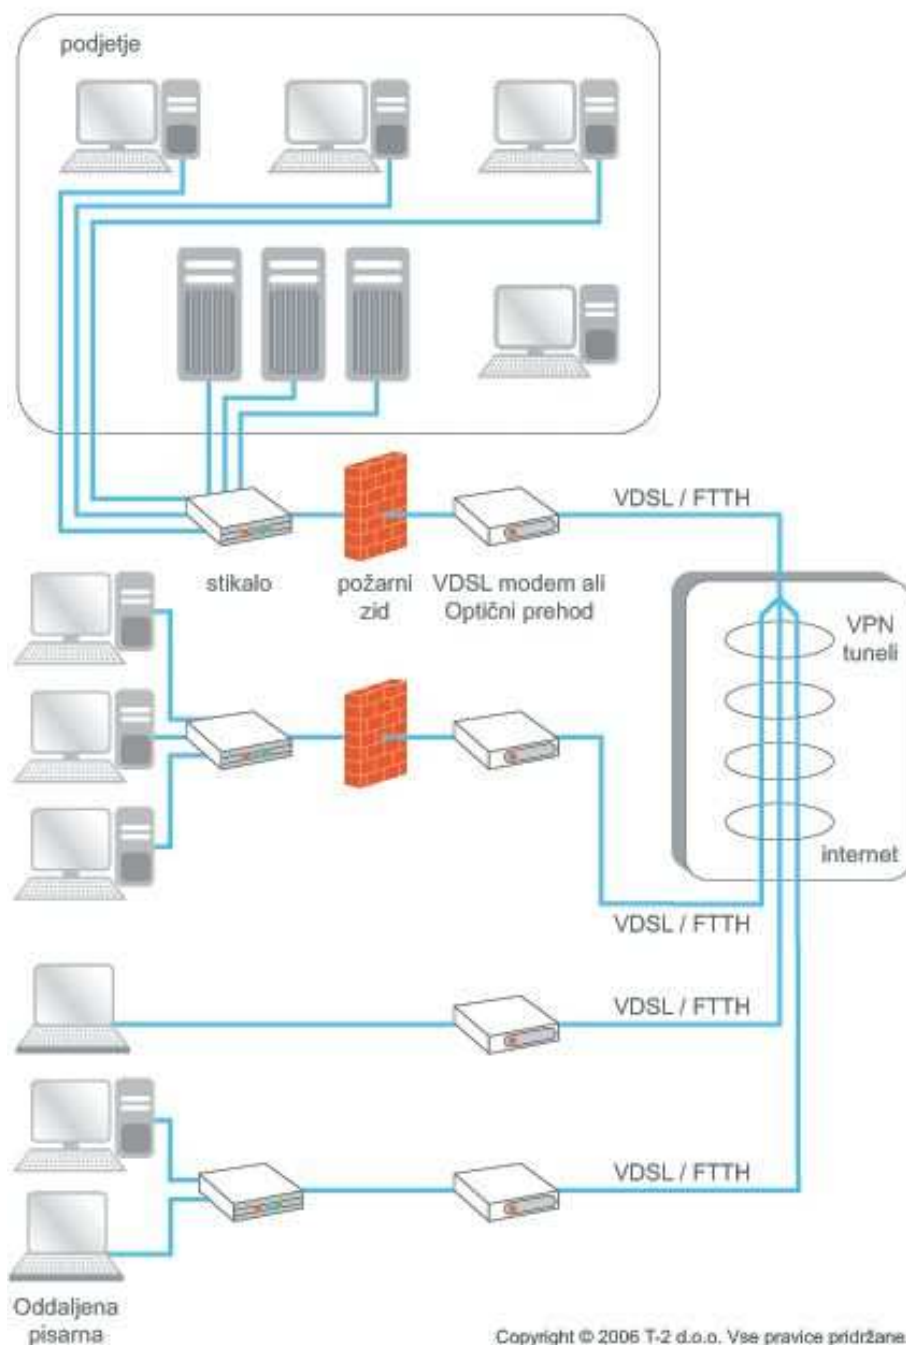 podjetje
VDSL / FTTH
stikalo
požarni
zid
VDSL modem ali
Optični prehod
VPN
tuneli
internet
VDSL / FTTH
VDSL / FTTH
VDSL / FTTH
Oddaljena
pisarna
Copyright © 2006 T-2 d.o.o. Vse pravice pridržane.